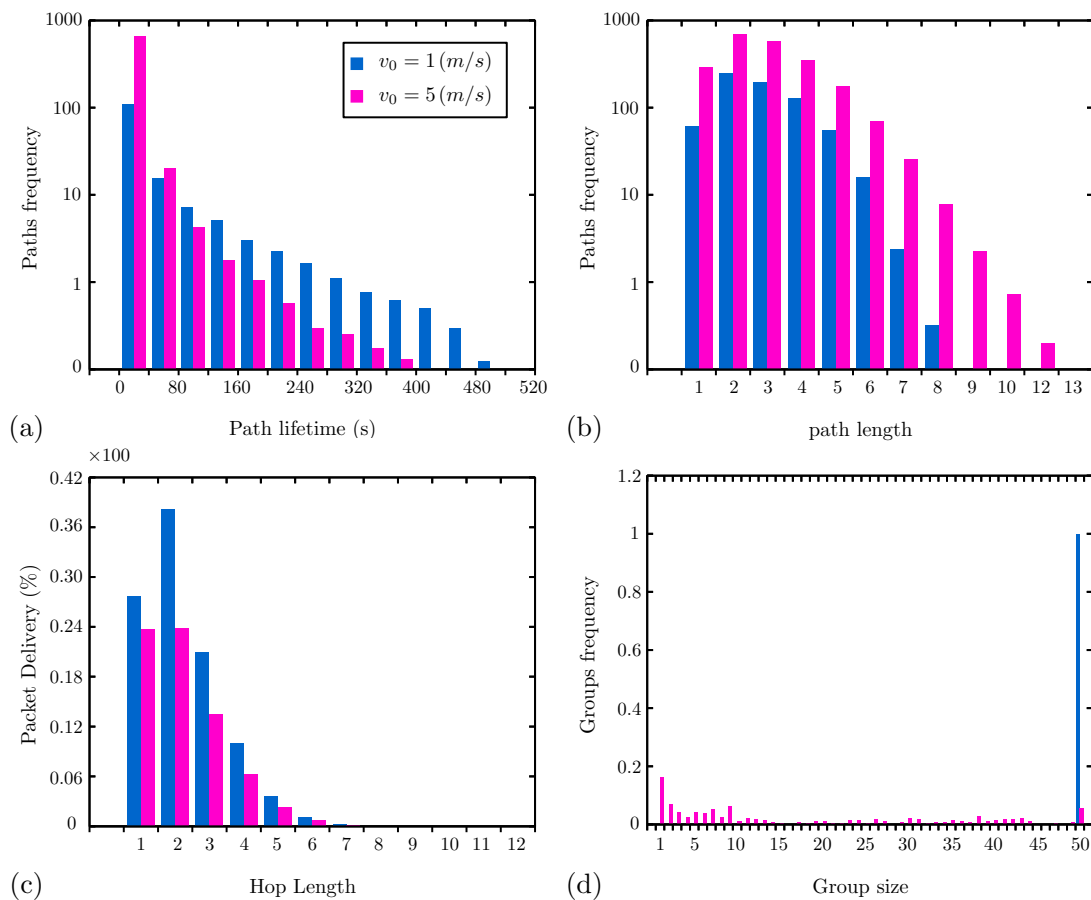 1000
100
10
1
0
Paths frequency
v₀ = 1 (m/s)
v₀ = 5 (m/s)
0 80 160 240 320 400 480 520
(a) Path lifetime (s)
1000
100
10
1
0
Paths frequency
1 2 3 4 5 6 7 8 9 10 12 13
(b) path length
×100
0.42
0.36
0.30
0.24
0.18
0.12
0.06
0
Packet Delivery (%)
1 2 3 4 5 6 7 8 9 10 11 12
(c) Hop Length
1.2
1
0.8
0.6
0.4
0.2
0
Groups frequency
1 5 10 15 20 25 30 35 40 45 50
(d) Group size